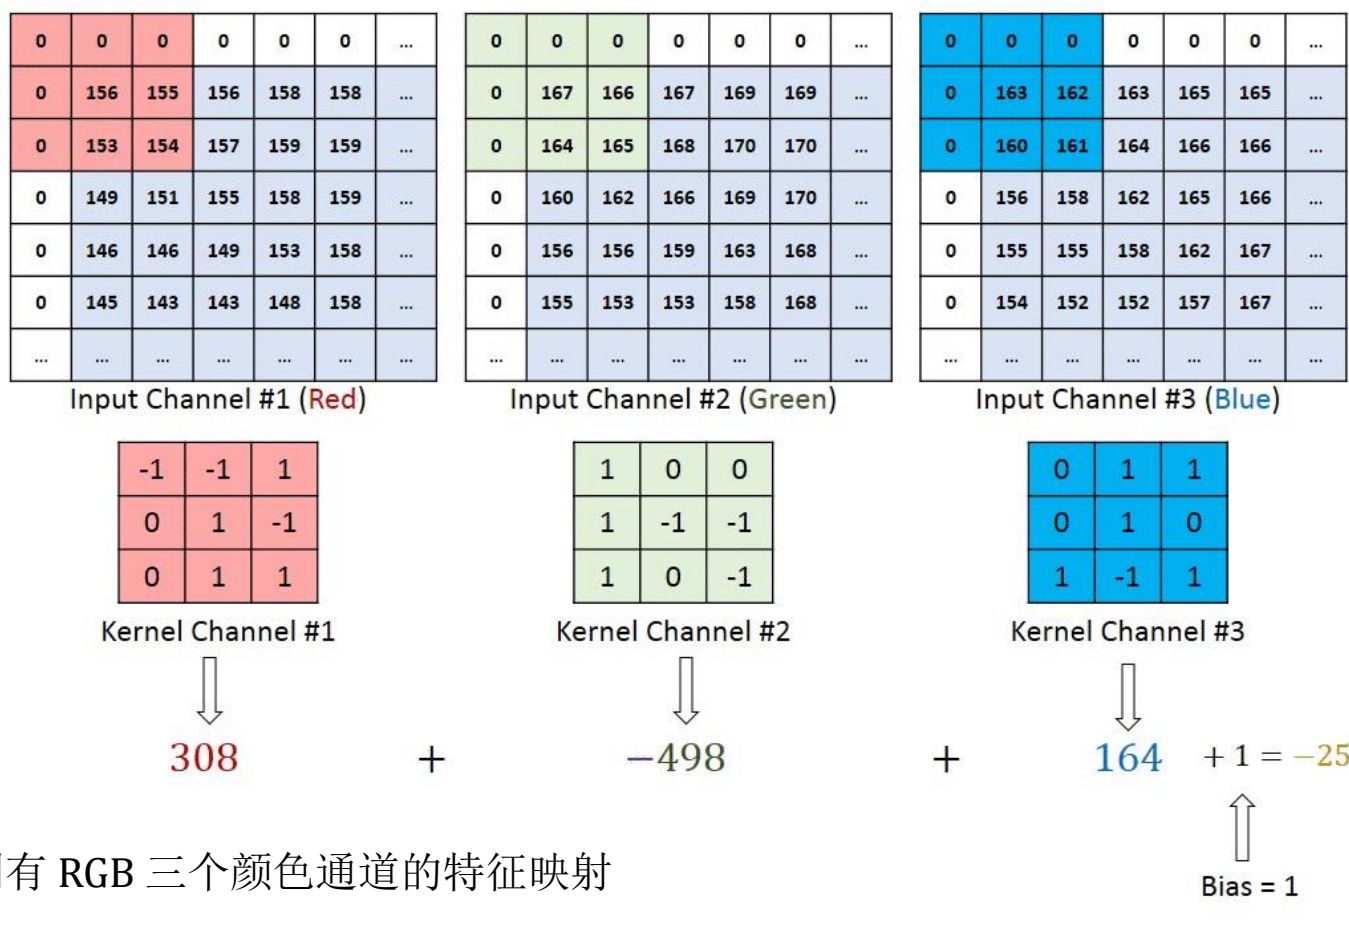 0 0 0 0 0 0 ...
0 156 155 156 158 158 ...
0 153 154 157 159 159 ...
0 149 151 155 158 159 ...
0 146 146 149 153 158 ...
0 145 143 143 148 158 ...
... ... ... ... ... ... ...
Input Channel #1 (Red)
0 0 0 0 0 0 ...
0 167 166 167 169 169 ...
0 164 165 168 170 170 ...
0 160 162 166 169 170 ...
0 156 156 159 163 168 ...
0 155 153 153 158 168 ...
... ... ... ... ... ... ...
Input Channel #2 (Green)
0 0 0 0 0 0 ...
0 163 162 163 165 165 ...
0 160 161 164 166 166 ...
0 156 158 162 165 166 ...
0 155 155 158 162 167 ...
0 154 152 152 157 167 ...
... ... ... ... ... ... ...
Input Channel #3 (Blue)
-1 -1 1
0 1 -1
0 1 1
Kernel Channel #1
1 0 0
1 -1 -1
1 0 -1
Kernel Channel #2
0 1 1
0 1 0
1 -1 1
Kernel Channel #3
308 + −498 + 164 + 1 = −25
有 RGB 三个颜色通道的特征映射
Bias = 1